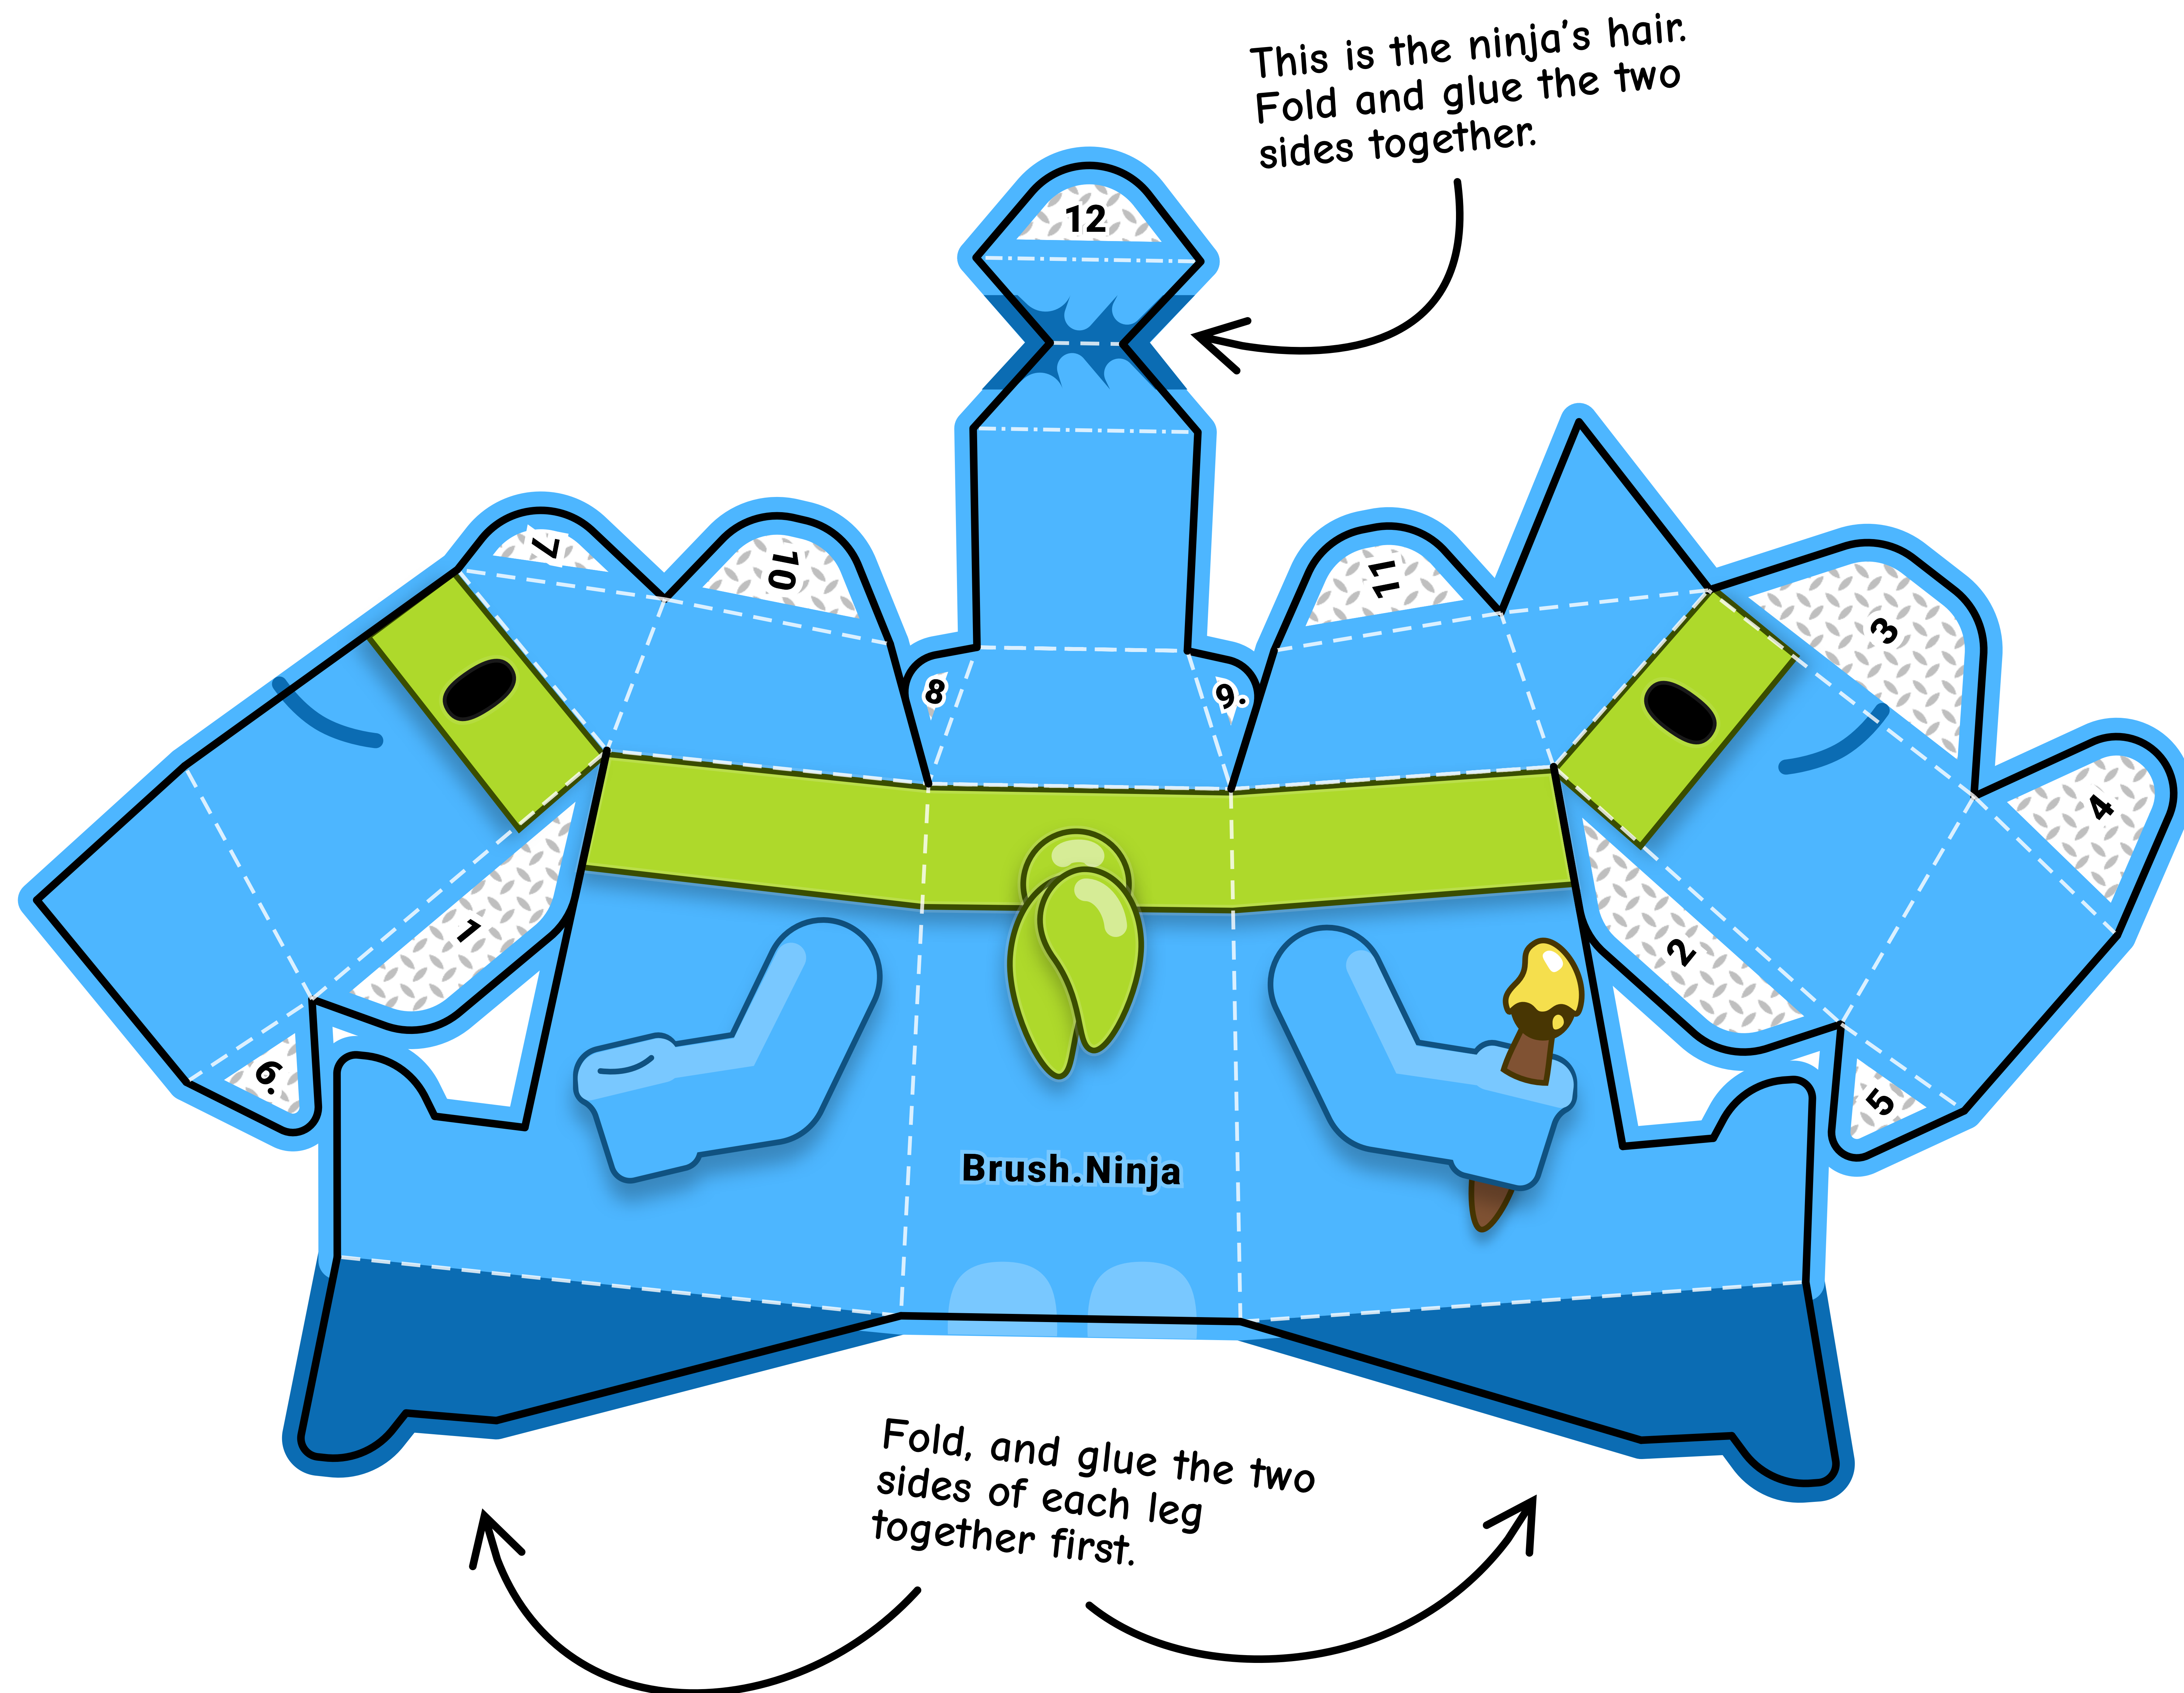 This is the ninja's hair.
Fold and glue the two
sides together.
12
7
10
11
3
8
9.
4
1
2
6.
5
Brush.Ninja
Fold, and glue the two
sides of each leg
together first.